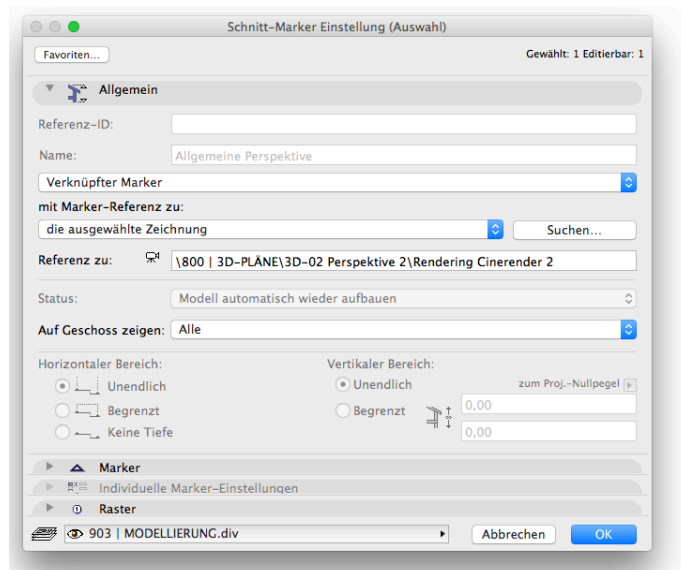 Schnitt-Marker Einstellung (Auswahl)
Favoriten...
Gewählt: 1 Editierbar: 1
Allgemein
Referenz-ID:
Name: Allgemeine Perspektive
Verknüpfter Marker
mit Marker-Referenz zu:
die ausgewählte Zeichnung Suchen...
Referenz zu: \800 | 3D-PLÄNE\3D-02 Perspektive 2\Rendering Cinerender 2
Status: Modell automatisch wieder aufbauen
Auf Geschoss zeigen: Alle
Horizontaler Bereich: Vertikaler Bereich:
Unendlich Unendlich zum Proj.-Nullpegel
Begrenzt Begrenzt 0,00
Keine Tiefe 0,00
Marker
Individuelle Marker-Einstellungen
Raster
903 | MODELLIERUNG.div Abbrechen OK